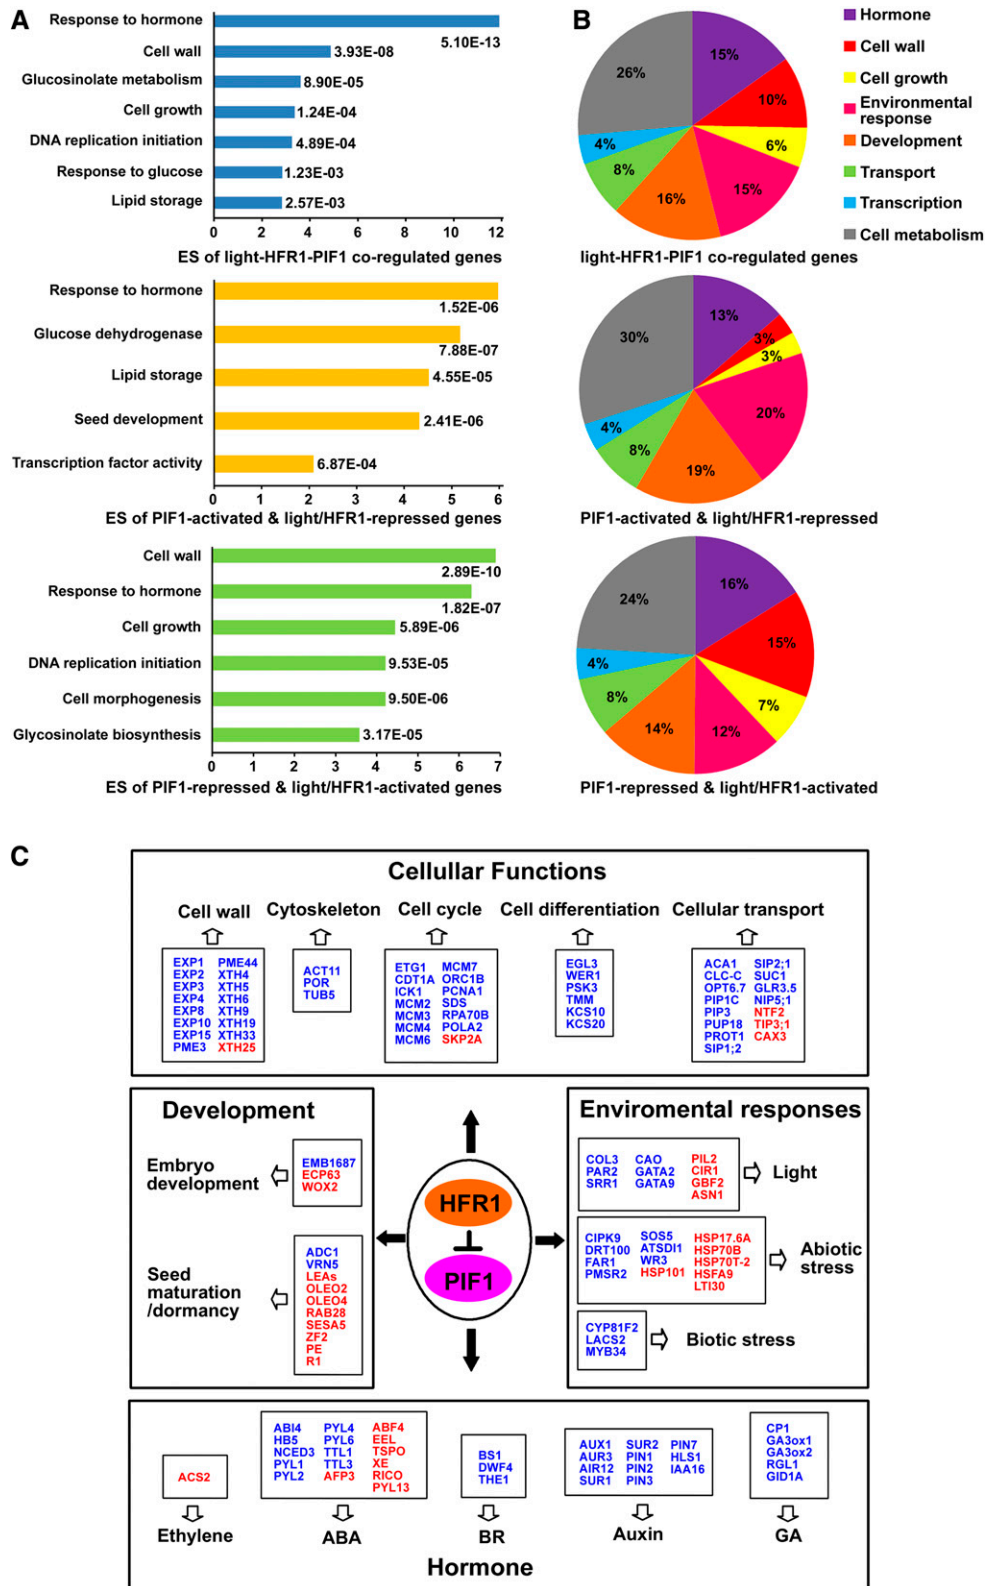 A
Response to hormone
5.10E-13
Cell wall
3.93E-08
Glucosinolate metabolism
8.90E-05
Cell growth
1.24E-04
DNA replication initiation
4.89E-04
Response to glucose
1.23E-03
Lipid storage
2.57E-03
0 2 4 6 8 10 12
ES of light-HFR1-PIF1 co-regulated genes
Response to hormone
1.52E-06
Glucose dehydrogenase
7.88E-07
Lipid storage
4.55E-05
Seed development
2.41E-06
Transcription factor activity
6.87E-04
0 1 2 3 4 5 6
ES of PIF1-activated & light/HFR1-repressed genes
Cell wall
2.89E-10
Response to hormone
1.82E-07
Cell growth
5.89E-06
DNA replication initiation
9.53E-05
Cell morphogenesis
9.50E-06
Glycosinolate biosynthesis
3.17E-05
0 1 2 3 4 5 6 7
ES of PIF1-repressed & light/HFR1-activated genes
B
15%
10%
6%
15%
16%
8%
4%
26%
Hormone
Cell wall
Cell growth
Environmental
response
Development
Transport
Transcription
Cell metabolism
light-HFR1-PIF1 co-regulated genes
13%
3%
3%
20%
19%
8%
4%
30%
PIF1-activated & light/HFR1-repressed
16%
15%
7%
12%
14%
8%
4%
24%
PIF1-repressed & light/HFR1-activated
C
Cellular Functions
Cell wall
EXP1 PME44
EXP2 XTH4
EXP3 XTH5
EXP4 XTH6
EXP8 XTH9
EXP10 XTH19
EXP15 XTH33
PME3 XTH25
Cytoskeleton
ACT11
POR
TUB5
Cell cycle
ETG1 MCM7
CDT1A ORC1B
ICK1 PCNA1
MCM2 SDS
MCM3 RPA70B
MCM4 POLA2
MCM6 SKP2A
Cell differentiation
EGL3
WER1
PSK3
TMM
KCS10
KCS20
Cellular transport
ACA1 SIP2;1
CLC-C SUC1
OPT6.7 GLR3.5
PIP1C NIP5;1
PIP3 NTF2
PUP18 TIP3;1
PROT1 CAX3
SIP1;2
Development
Embryo
development
EMB1687
ECP63
WOX2
Seed
maturation
/dormancy
ADC1
VRN5
LEAs
OLEO2
OLEO4
RAB28
SESA5
ZF2
PE
R1
HFR1
PIF1
Enviromental responses
COL3 CAO PIL2
PAR2 GATA2 CIR1
SRR1 GATA9 GBF2
ASN1
Light
CIPK9 SOS5 HSP17.6A
DRT100 ATSDI1 HSP70B
FAR1 WR3 HSP70T-2
PMSR2 HSP101 HSFA9
LTI30
Abiotic
stress
CYP81F2
LACS2
MYB34
Biotic stress
ACS2
Ethylene
ABI4 PYL4 ABF4
HB5 PYL6 EEL
NCED3 TTL1 TSPO
PYL1 TTL3 XE
PYL2 AFP3 RICO
PYL13
ABA
BS1
DWF4
THE1
BR
AUX1 SUR2 PIN7
AUR3 PIN1 HLS1
AIR12 PIN2 IAA16
SUR1 PIN3
Auxin
CP1
GA3ox1
GA3ox2
RGL1
GID1A
GA
Hormone